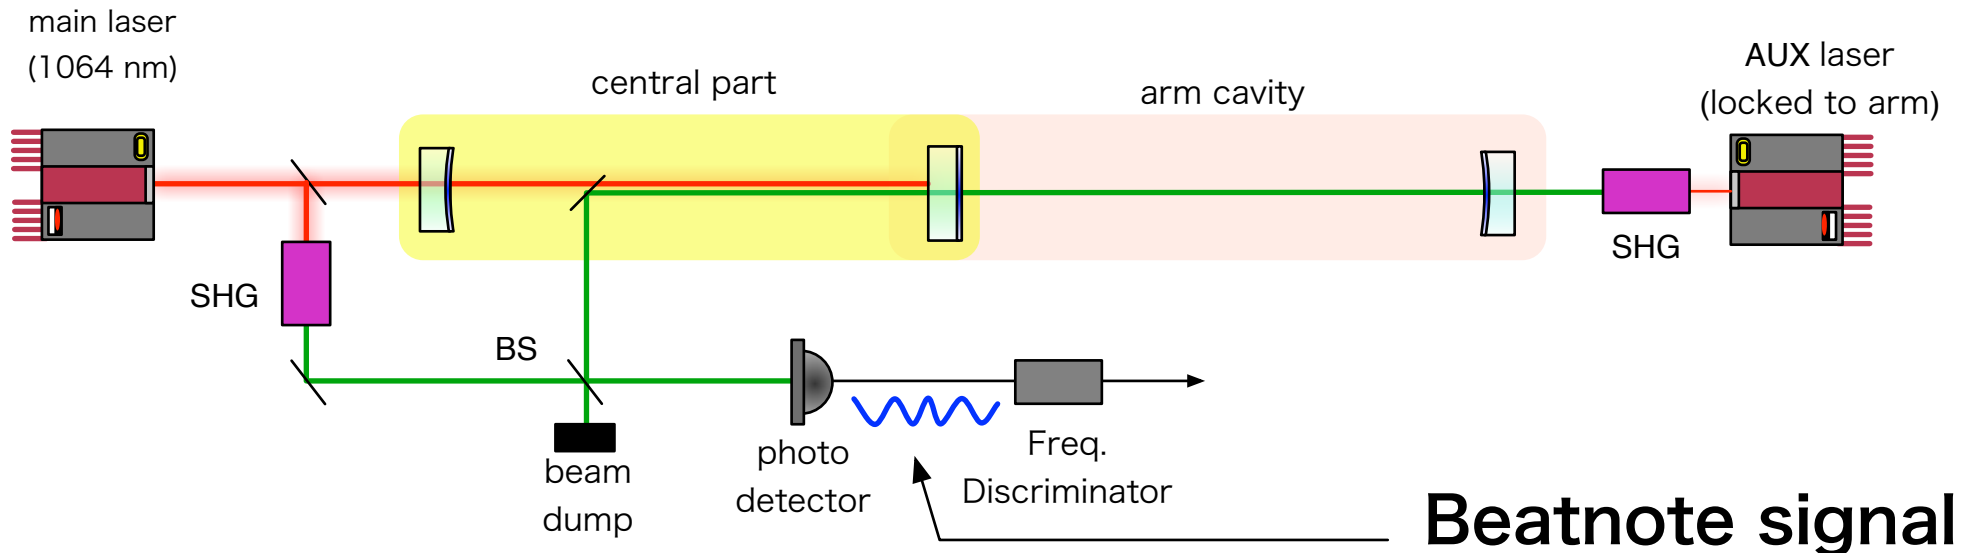 main laser
(1064 nm)
central part
arm cavity
AUX laser
(locked to arm)
SHG
SHG
BS
beam
dump
photo
detector
Freq.
Discriminator
Beatnote signal